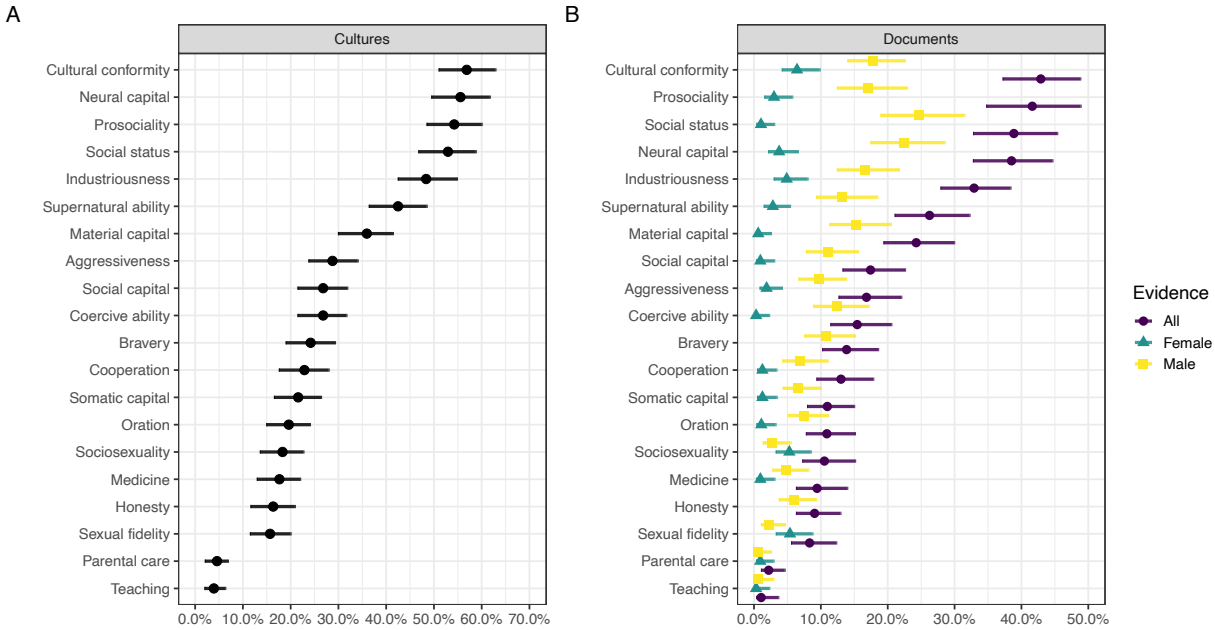 A
Cultures
Cultural conformity
Neural capital
Prosociality
Social status
Industriousness
Supernatural ability
Material capital
Aggressiveness
Social capital
Coercive ability
Bravery
Cooperation
Somatic capital
Oration
Sociosexuality
Medicine
Honesty
Sexual fidelity
Parental care
Teaching
0.0% 10.0% 20.0% 30.0% 40.0% 50.0% 60.0% 70.0%
B
Documents
Cultural conformity
Prosociality
Social status
Neural capital
Industriousness
Supernatural ability
Material capital
Social capital
Aggressiveness
Coercive ability
Bravery
Cooperation
Somatic capital
Oration
Sociosexuality
Medicine
Honesty
Sexual fidelity
Parental care
Teaching
0.0% 10.0% 20.0% 30.0% 40.0% 50.0%
Evidence
All
Female
Male